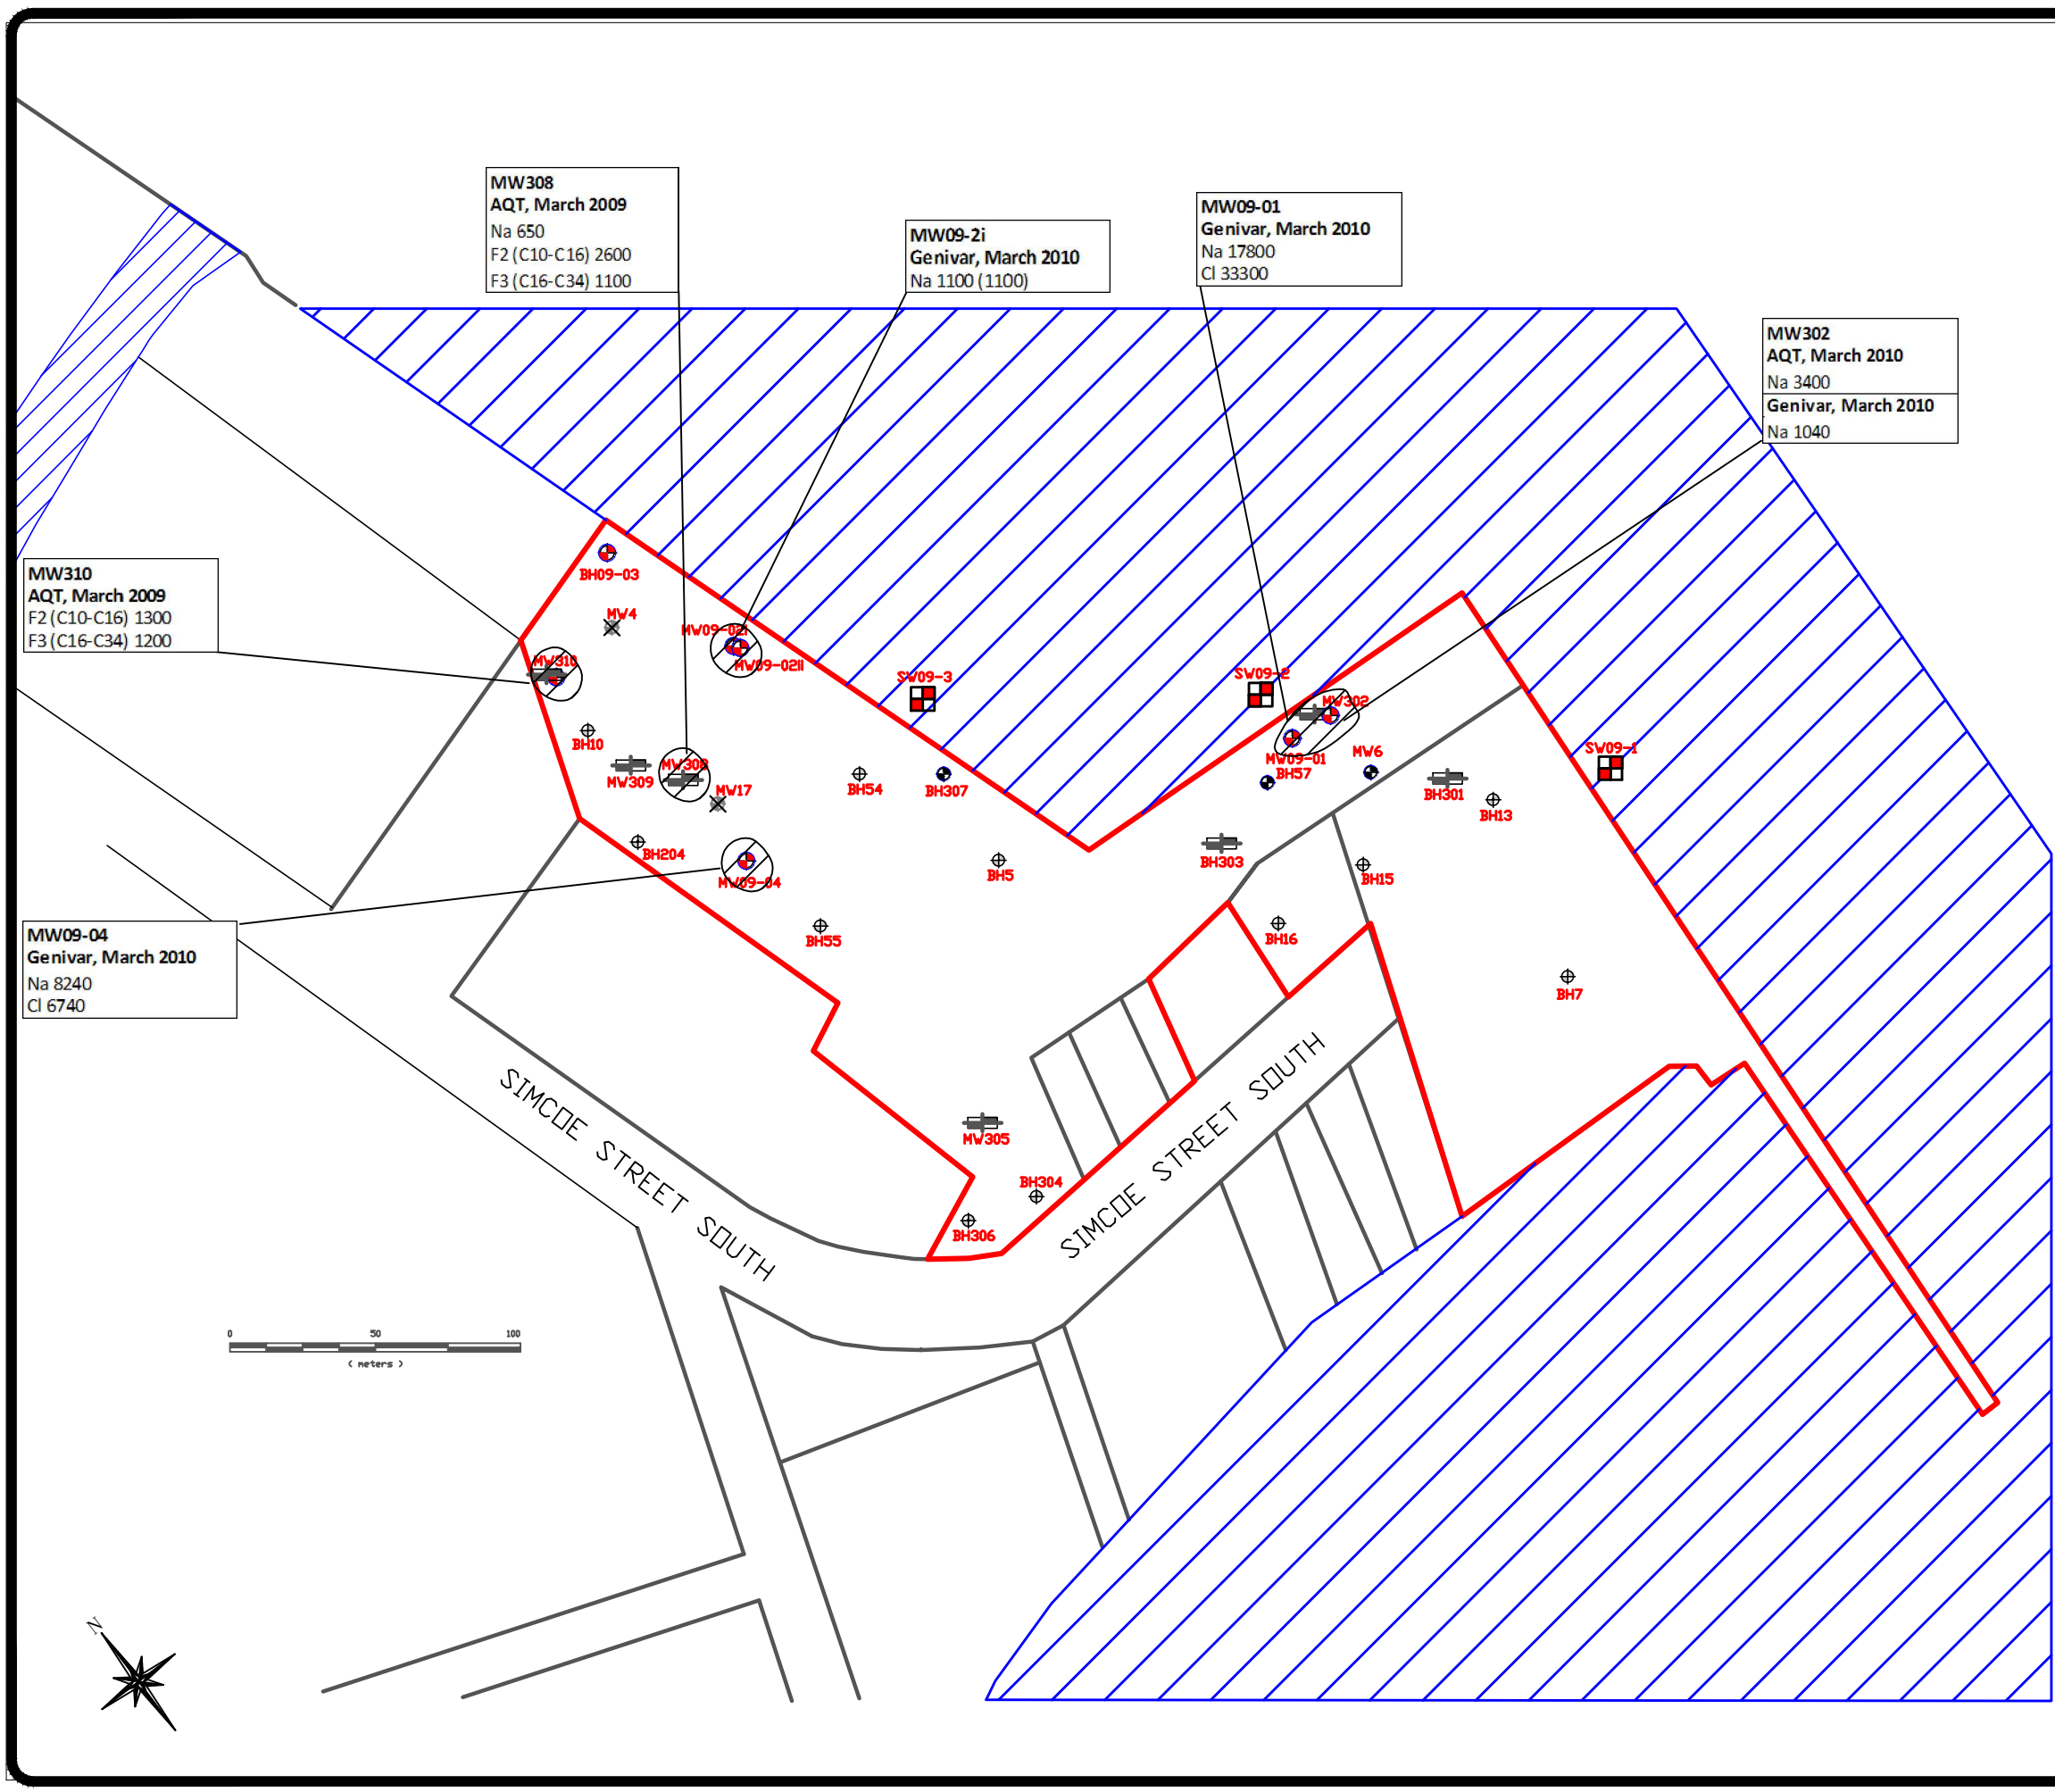 MW308
AQT, March 2009
Na 650
F2 (C10-C16) 2600
F3 (C16-C34) 1100
MW09-2i
Genivar, March 2010
Na 1100 (1100)
MW09-01
Genivar, March 2010
Na 17800
Cl 33300
MW302
AQT, March 2010
Na 3400
Genivar, March 2010
Na 1040
MW310
AQT, March 2009
F2 (C10-C16) 1300
F3 (C16-C34) 1200
BH09-03
MW4
MW09-02I
MW09-02II
MW310
SW09-3
SW09-2
MW302
BH10
MW309
MW308
MW17
BH54
BH307
MW09-01
BH57
MW6
BH301
BH13
SW09-1
BH204
MW09-04
BH5
BH303
BH15
BH55
BH16
BH7
MW09-04
Genivar, March 2010
Na 8240
Cl 6740
SIMCOE STREET SOUTH
SIMCOE STREET SOUTH
MW305
BH304
BH306
0 50 100
( meters )
N